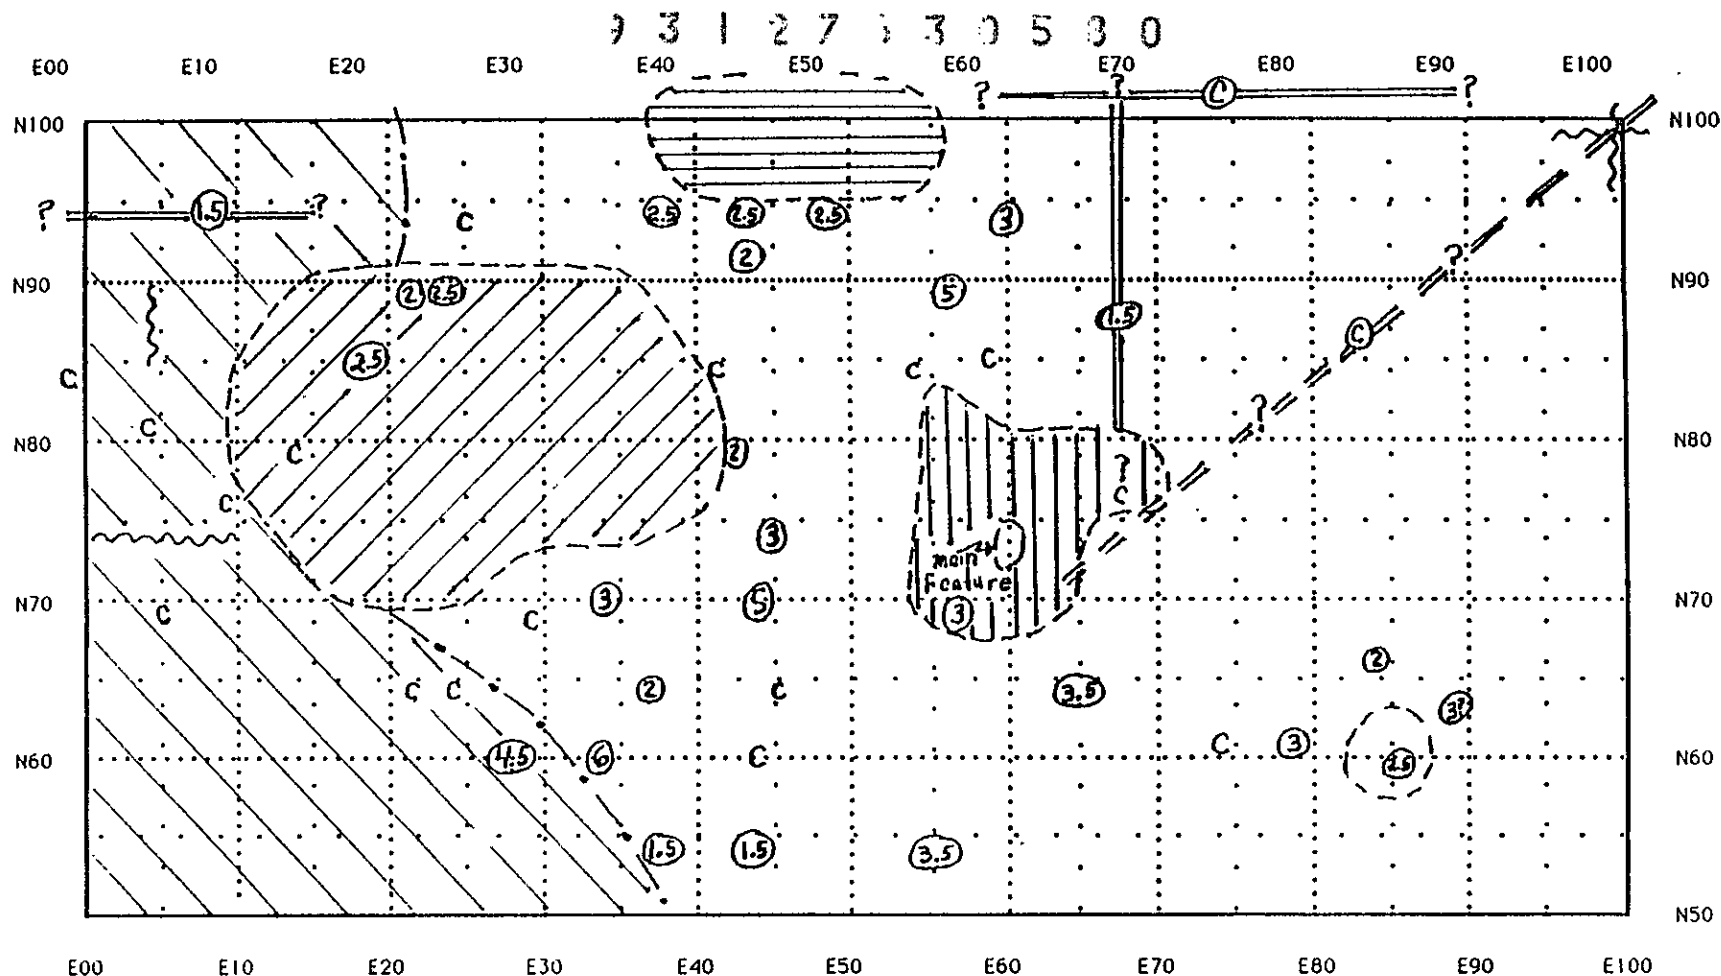 9 3 1 2 7 5 3 0 5 8 0
E00 E10 E20 E30 E40 E50 E60 E70 E80 E90 E100
? ? C ?
N100 N100
? 1.5 ? C 2.5 2.5 2.5 3
2
?
N90 2 2.5 5 N90
1.5
C
2.5 C C C
C
?
C
N80 C 2 N80
?
C C
3
Main
Feature
N70 C 3 5 3 N70
C
2
C C 2 C 3.5
3?
N60 4.5 6 C C 3 2.5 N60
1.5 1.5 3.5
N50 N50
E00 E10 E20 E30 E40 E50 E60 E70 E80 E90 E100